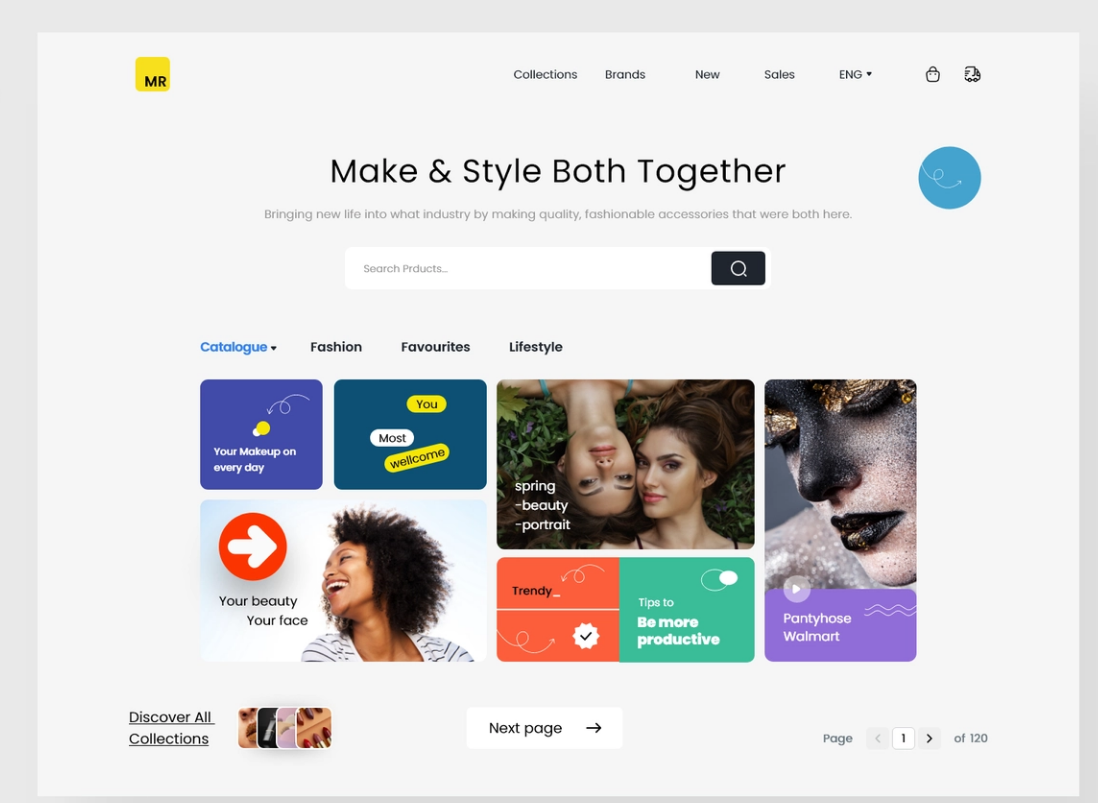 MR
Collections Brands New Sales ENG
Make & Style Both Together
Bringing new life into what industry by making quality, fashionable accessories that were both here.
Search Prducts...
Catalogue Fashion Favourites Lifestyle
Your Makeup on
every day
You
Most
wellcome
spring
-beauty
-portrait
Your beauty
Your face
Trendy_
Tips to
Be more
productive
Pantyhose
Walmart
Discover All
Collections
Next page
Page 1 of 120